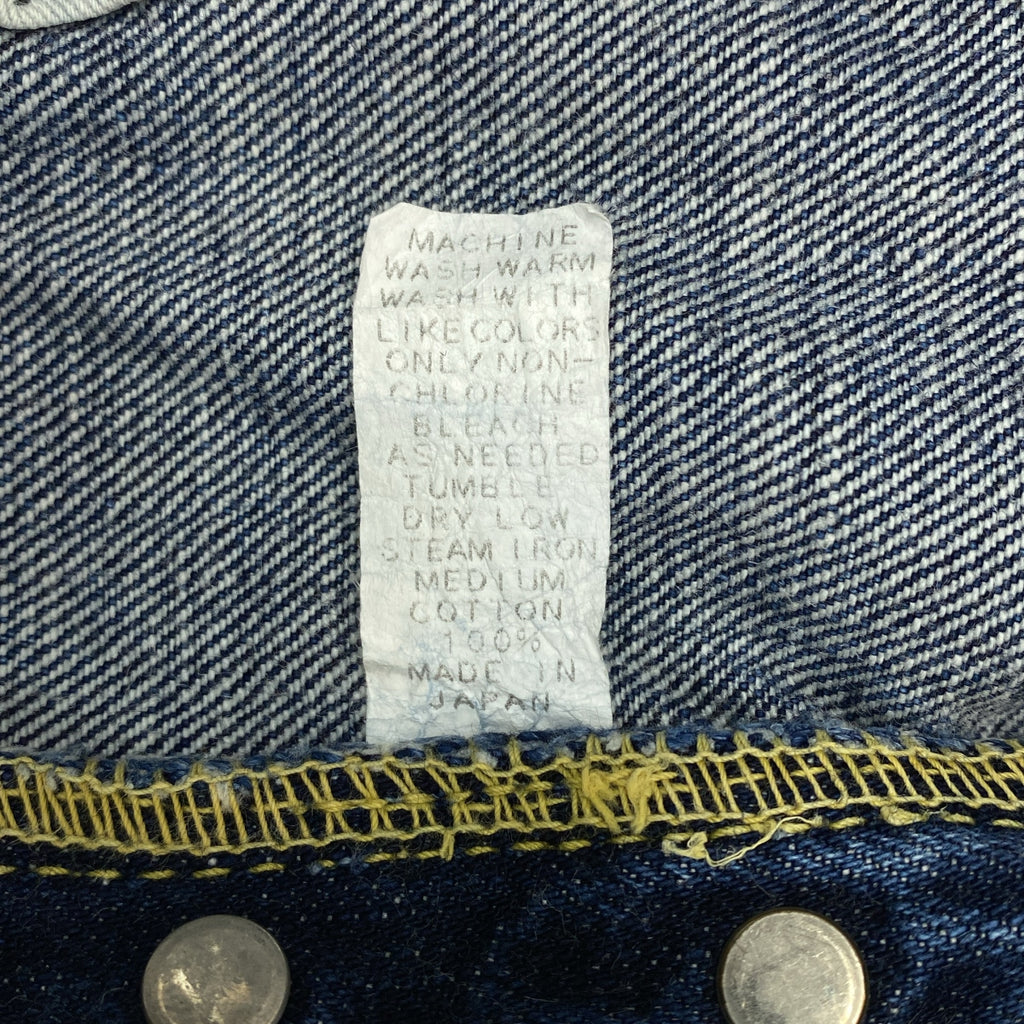 MACHINE
WASH WARM
WASH WITH
LIKE COLORS
ONLY NON-
CHLORINE
BLEACH
AS NEEDED
TUMBLE
DRY LOW
STEAM IRON
MEDIUM
COTTON
100%
MADE IN
JAPAN